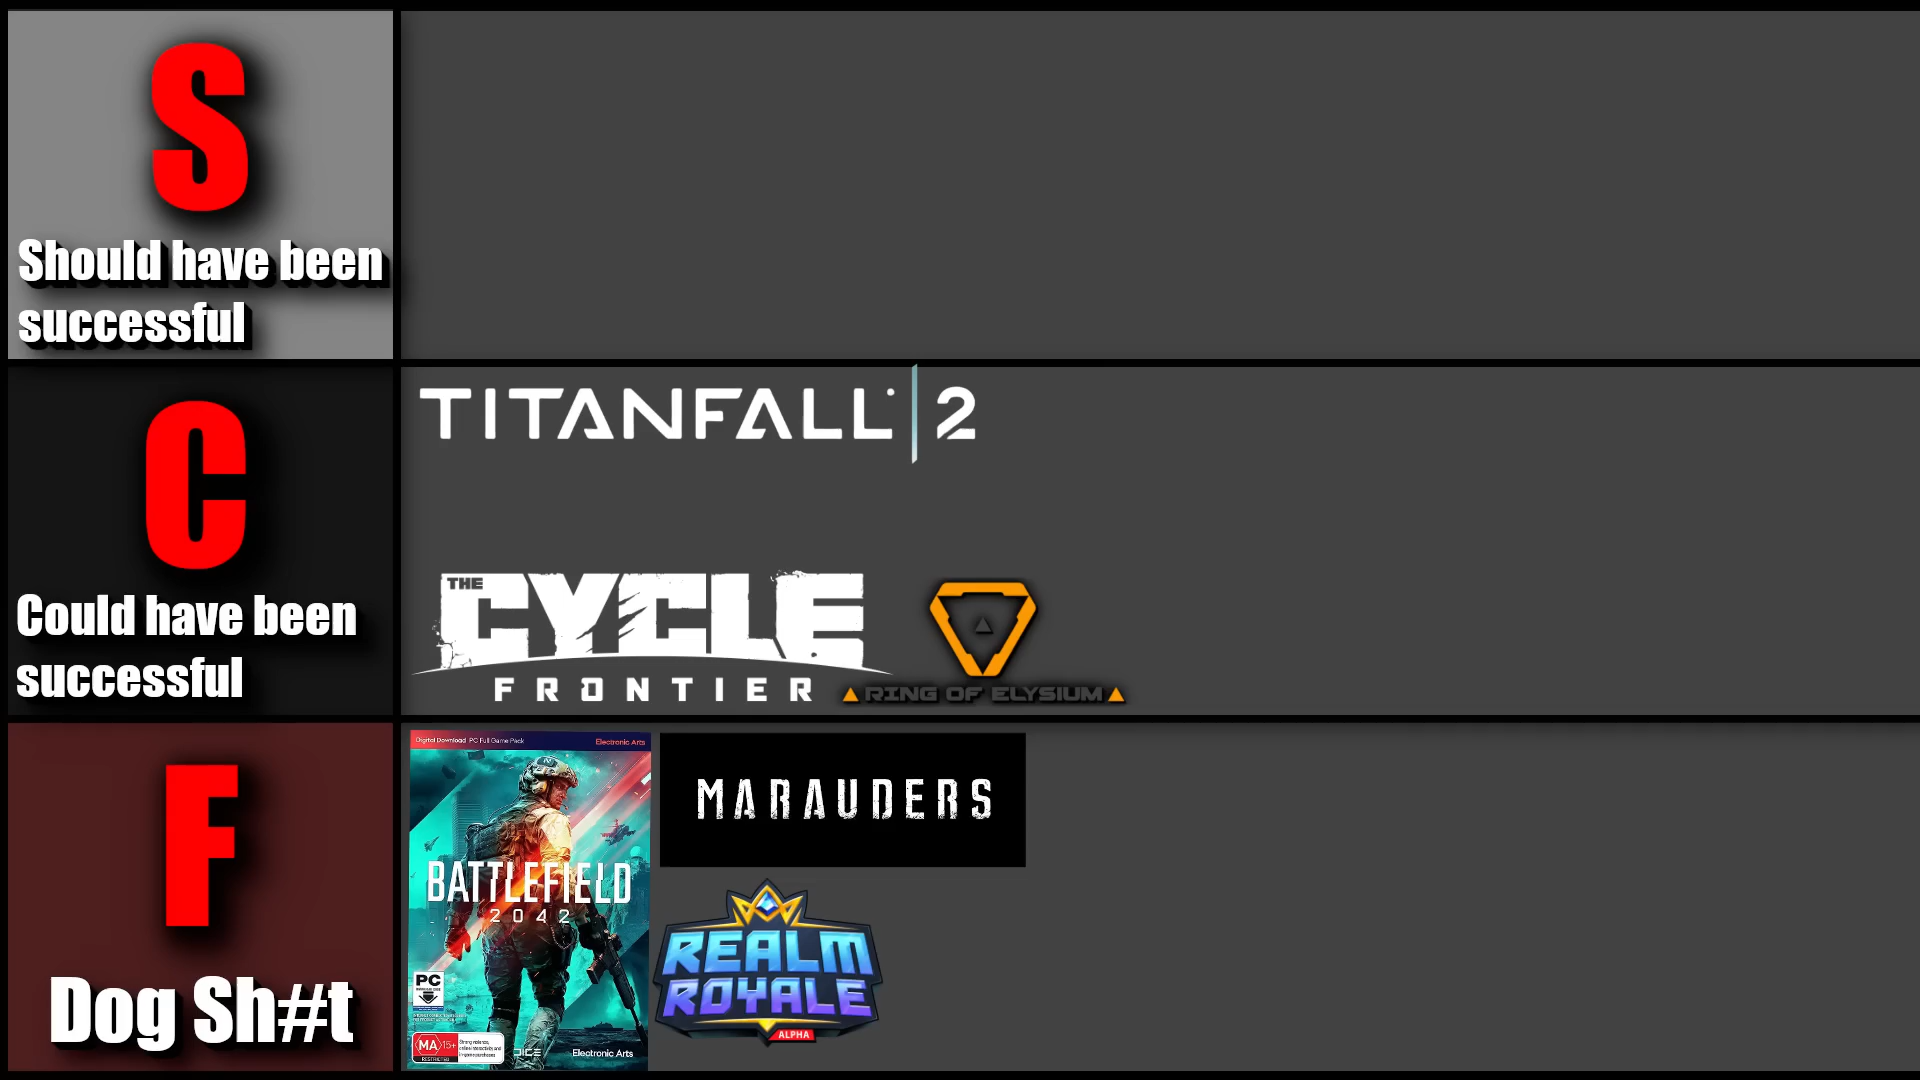 S
Should have been
successful
C
Could have been
successful
TITANFALL 2
THE
CYCLE
FRONTIER
RING OF ELYSIUM
F
Dog Sh#t
Digital Download PC Full Game Pack
Electronic Arts
BATTLEFIELD
2042
PC
MA 15+
RESTRICTED
DICE
Electronic Arts
MARAUDERS
REALM
ROYALE
ALPHA